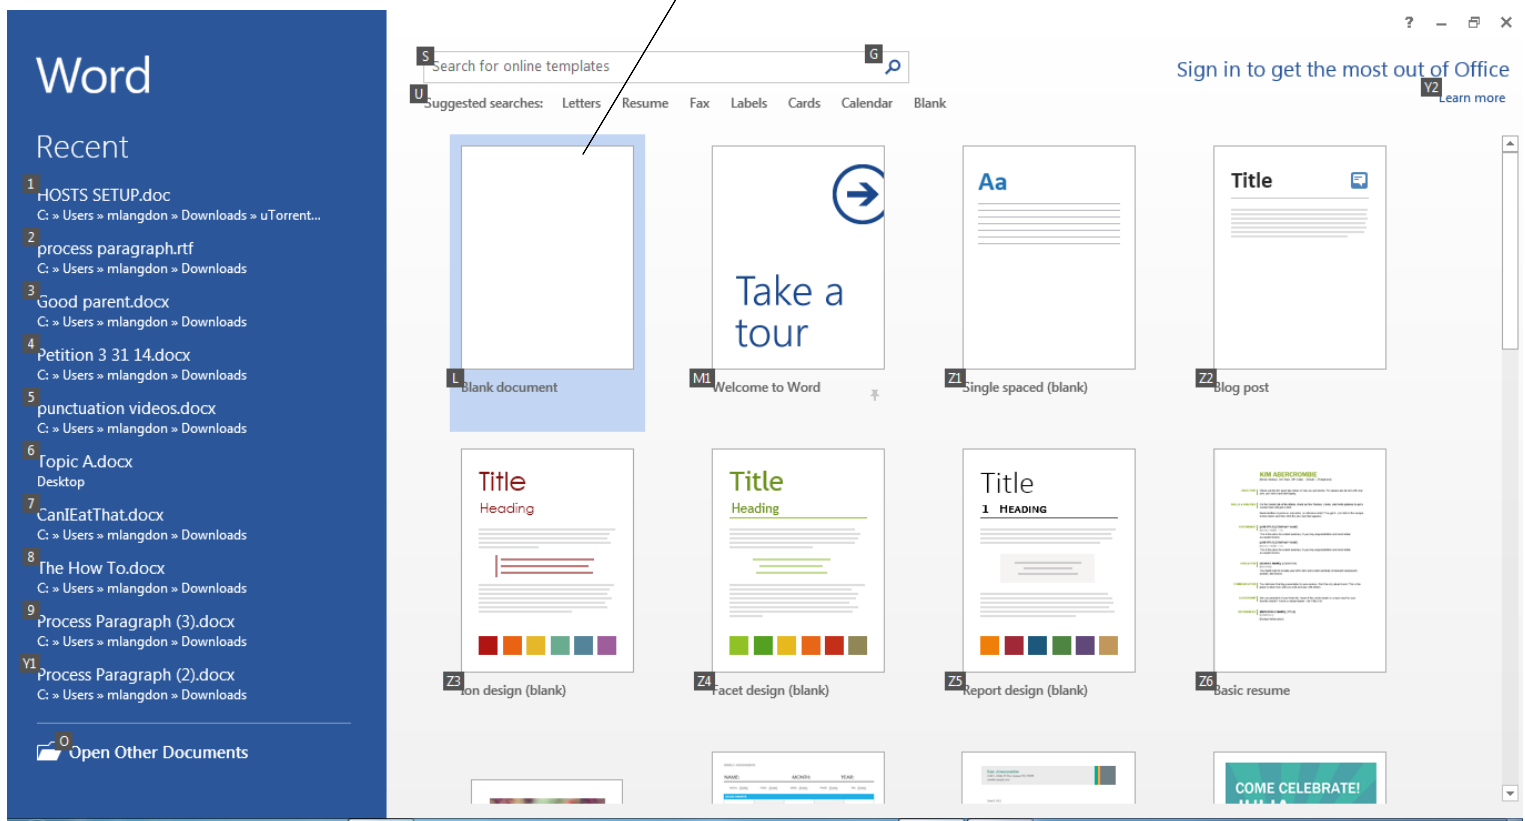 Word
Recent
1
HOSTS SETUP.doc
C: » Users » mlangdon » Downloads » uTorrent...
2
process paragraph.rtf
C: » Users » mlangdon » Downloads
3
Good parent.docx
C: » Users » mlangdon » Downloads
4
Petition 3 31 14.docx
C: » Users » mlangdon » Downloads
5
punctuation videos.docx
C: » Users » mlangdon » Downloads
6
Topic A.docx
Desktop
7
CanIEatThat.docx
C: » Users » mlangdon » Downloads
8
The How To.docx
C: » Users » mlangdon » Downloads
9
Process Paragraph (3).docx
C: » Users » mlangdon » Downloads
Y1
Process Paragraph (2).docx
C: » Users » mlangdon » Downloads
O
Open Other Documents
?
S
Search for online templates
G
Sign in to get the most out of Office
Y2
Learn more
U
Suggested searches: Letters Resume Fax Labels Cards Calendar Blank
L
Blank document
Take a
tour
M1
Welcome to Word
Aa
Z1
Single spaced (blank)
Title
Z2
Blog post
Title
Heading
Z3
Ion design (blank)
Title
Heading
Z4
Facet design (blank)
Title
1 HEADING
Z5
Report design (blank)
KIM ABERCROMBIE
Z6
Basic resume
NAME: MONTH: YEAR:
COME CELEBRATE!
JULIA